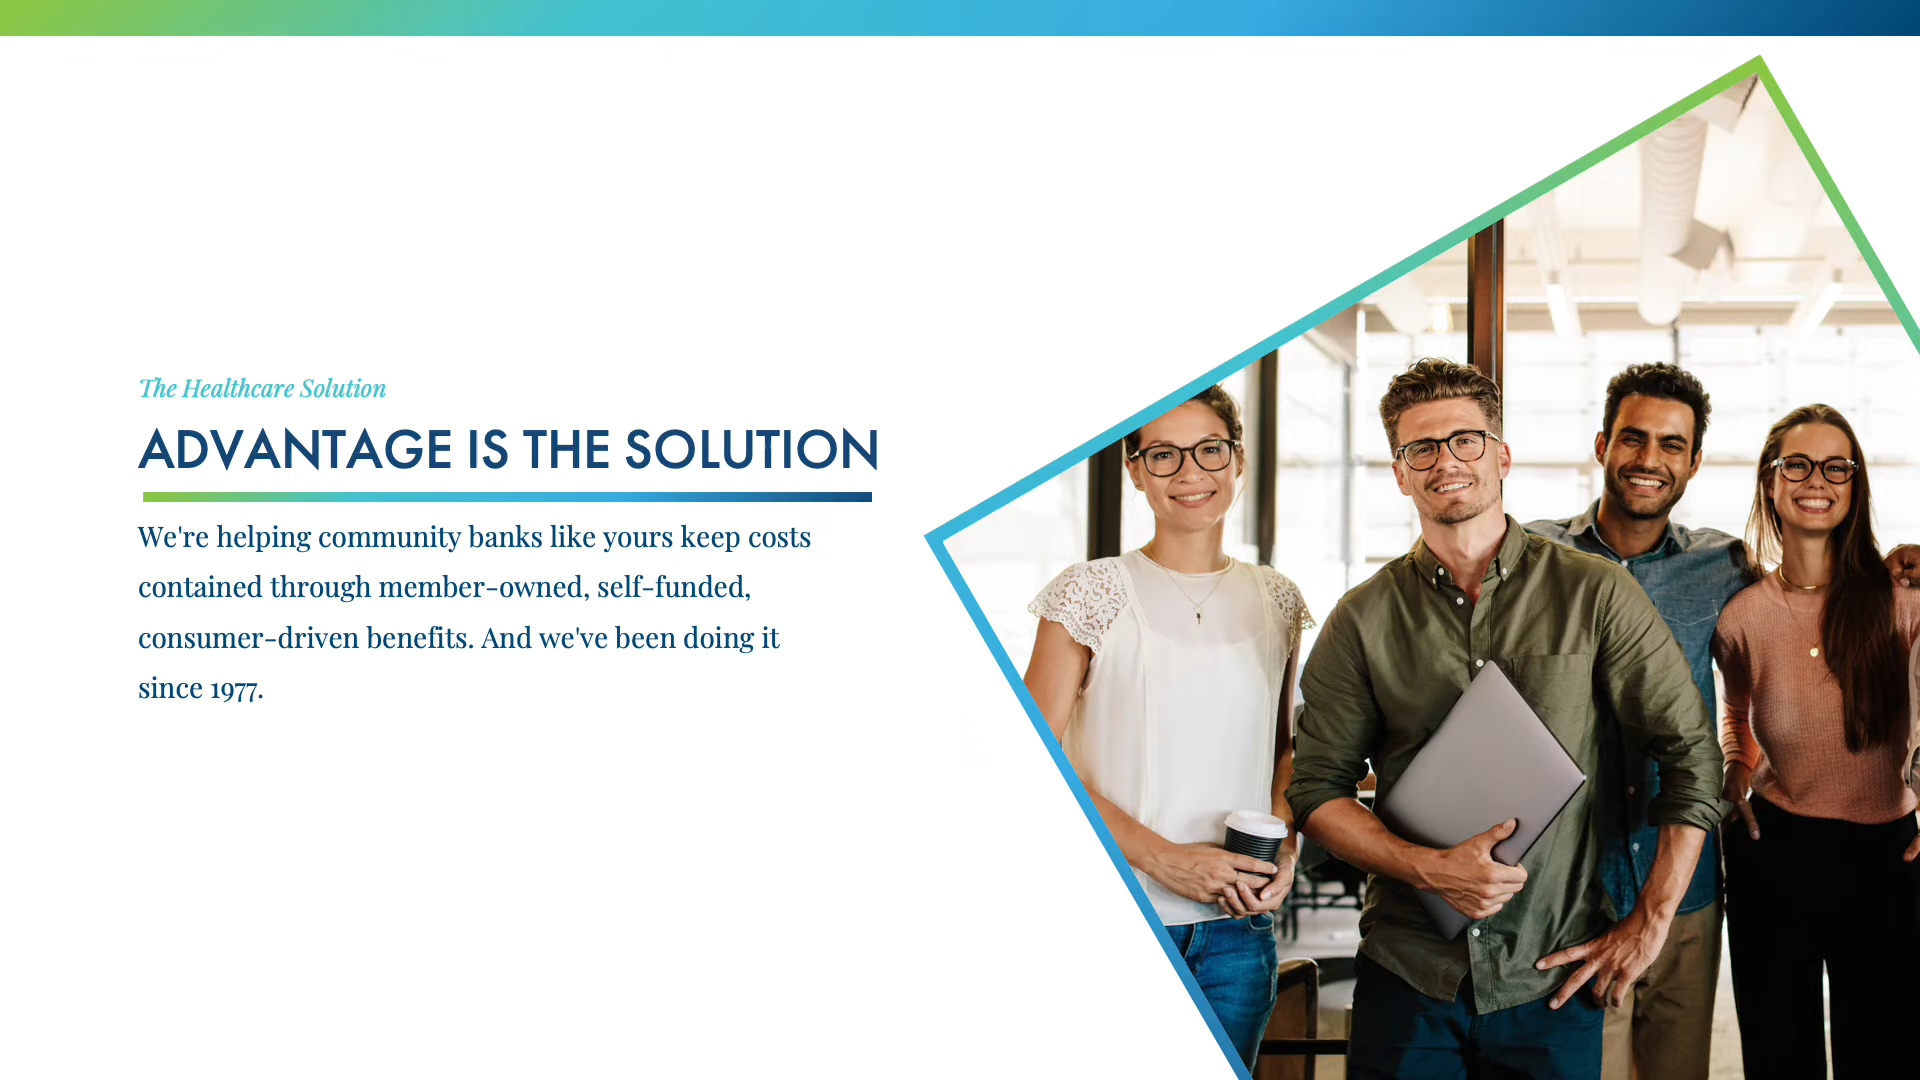 The Healthcare Solution
ADVANTAGE IS THE SOLUTION
We're helping community banks like yours keep costs
contained through member-owned, self-funded,
consumer-driven benefits. And we've been doing it
since 1977.